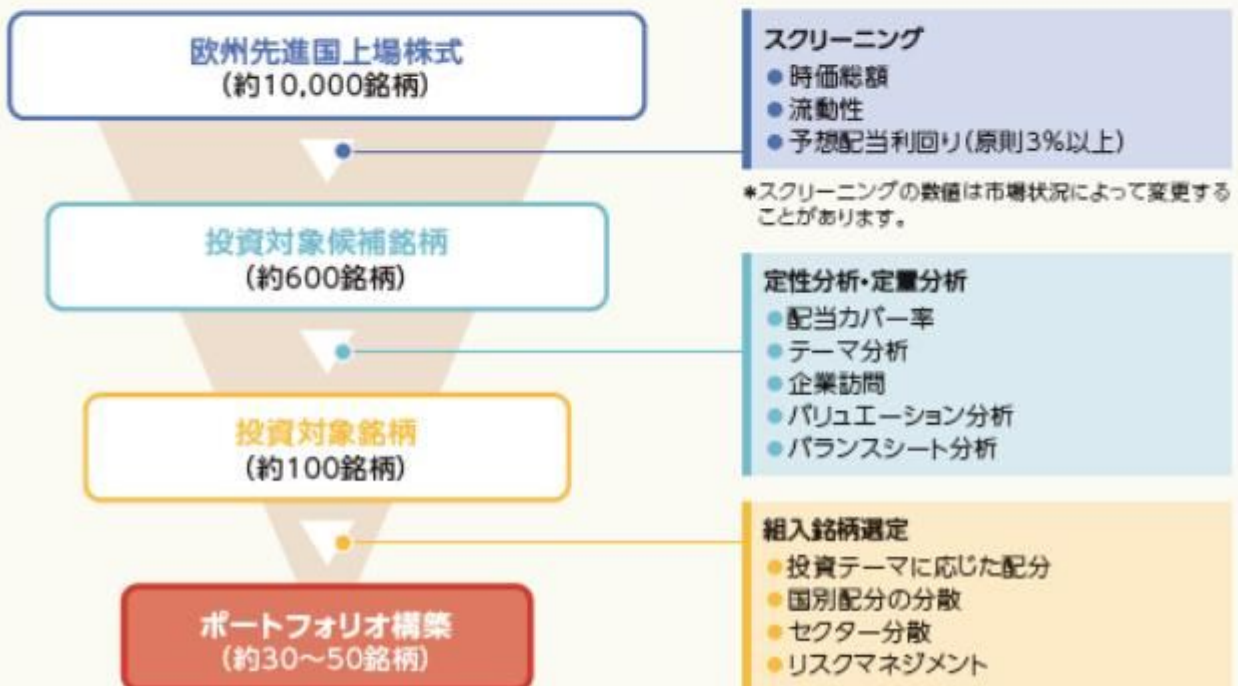 欧州先進国上場株式
(約10,000銘柄)
スクリーニング
●時価総額
●流動性
●予想配当利回り(原則3%以上)
*スクリーニングの数値は市場状況によって変更する
ことがあります。
投資対象候補銘柄
(約600銘柄)
定性分析・定量分析
●配当カバー率
●テーマ分析
●企業訪問
●バリュエーション分析
●バランスシート分析
投資対象銘柄
(約100銘柄)
組入銘柄選定
●投資テーマに応じた配分
●国別配分の分散
●セクター分散
●リスクマネジメント
ポートフォリオ構築
(約30〜50銘柄)